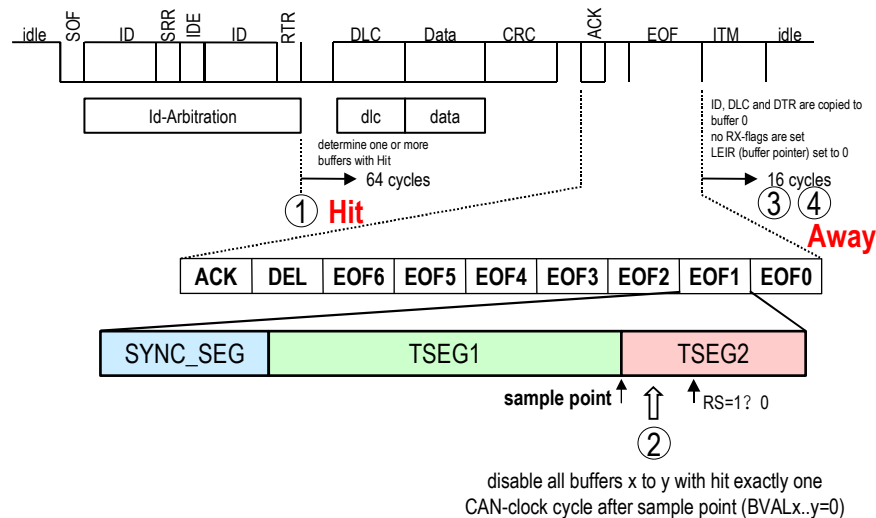 idle SOF ID SRR IDE ID RTR DLC Data CRC ACK EOF ITM idle
Id-Arbitration dlc data
determine one or more
buffers with Hit
64 cycles
1 Hit
ID, DLC and DTR are copied to
buffer 0
no RX-flags are set
LEIR (buffer pointer) set to 0
16 cycles
3 4
Away
ACK DEL EOF6 EOF5 EOF4 EOF3 EOF2 EOF1 EOF0
SYNC_SEG TSEG1 TSEG2
sample point RS=1? 0
2
disable all buffers x to y with hit exactly one
CAN-clock cycle after sample point (BVALx..y=0)